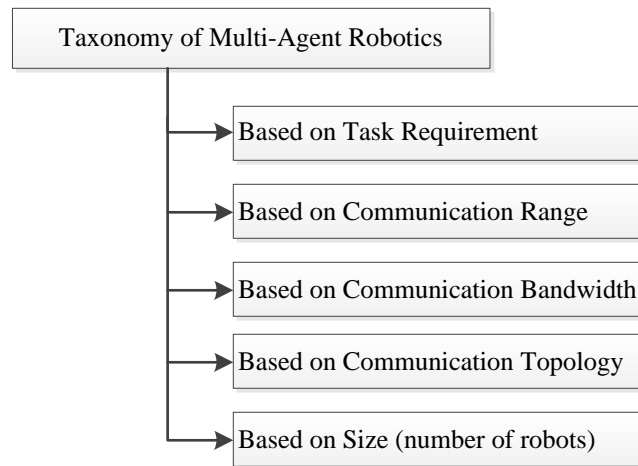 Taxonomy of Multi-Agent Robotics
Based on Task Requirement
Based on Communication Range
Based on Communication Bandwidth
Based on Communication Topology
Based on Size (number of robots)